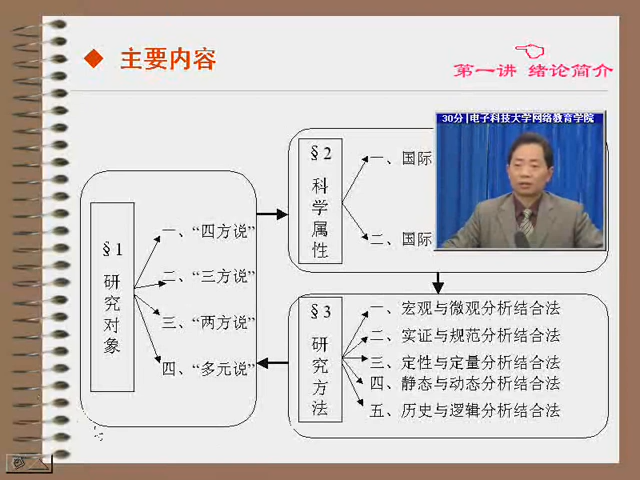 主要内容
第一讲 绪论简介
30分|电子科技大学网络教育学院
§1
研究对象
一、“四方说”
二、“三方说”
三、“两方说”
四、“多元说”
§2
科学属性
一、国际
二、国际
§3
研究方法
一、宏观与微观分析结合法
二、实证与规范分析结合法
三、定性与定量分析结合法
四、静态与动态分析结合法
五、历史与逻辑分析结合法